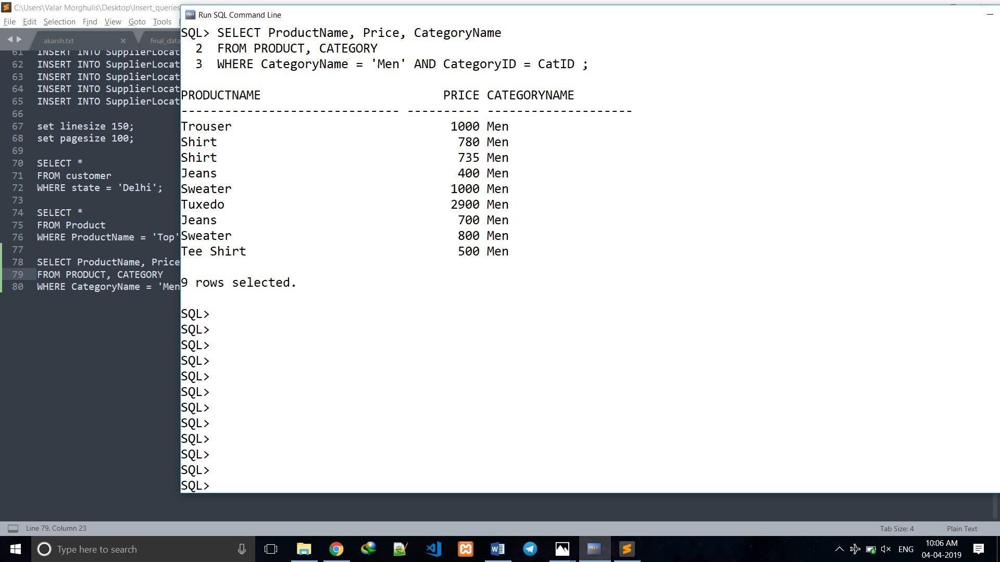 C:\Users\Valar Morghulis\Desktop\Insert_queries
File Edit Selection Find View Goto Tools
akarsh.txt
final_data
61 INSERT INTO SupplierLocat
62 INSERT INTO SupplierLocat
63 INSERT INTO SupplierLocat
64 INSERT INTO SupplierLocat
65 INSERT INTO SupplierLocat
66
67 set linesize 150;
68 set pagesize 100;
69
70 SELECT *
71 FROM customer
72 WHERE state = 'Delhi';
73
74 SELECT *
75 FROM Product
76 WHERE ProductName = 'Top'
77
78 SELECT ProductName, Price
79 FROM PRODUCT, CATEGORY
80 WHERE CategoryName = 'Men
Run SQL Command Line
SQL> SELECT ProductName, Price, CategoryName
2 FROM PRODUCT, CATEGORY
3 WHERE CategoryName = 'Men' AND CategoryID = CatID ;
PRODUCTNAME PRICE CATEGORYNAME
------------------------------ ---------- --------------------
Trouser 1000 Men
Shirt 780 Men
Shirt 735 Men
Jeans 400 Men
Sweater 1000 Men
Tuxedo 2900 Men
Jeans 700 Men
Sweater 800 Men
Tee Shirt 500 Men
9 rows selected.
SQL>
SQL>
SQL>
SQL>
SQL>
SQL>
SQL>
SQL>
SQL>
SQL>
SQL>
SQL>
Line 79, Column 23
Tab Size: 4
Plain Text
Type here to search
ENG
10:06 AM
04-04-2019